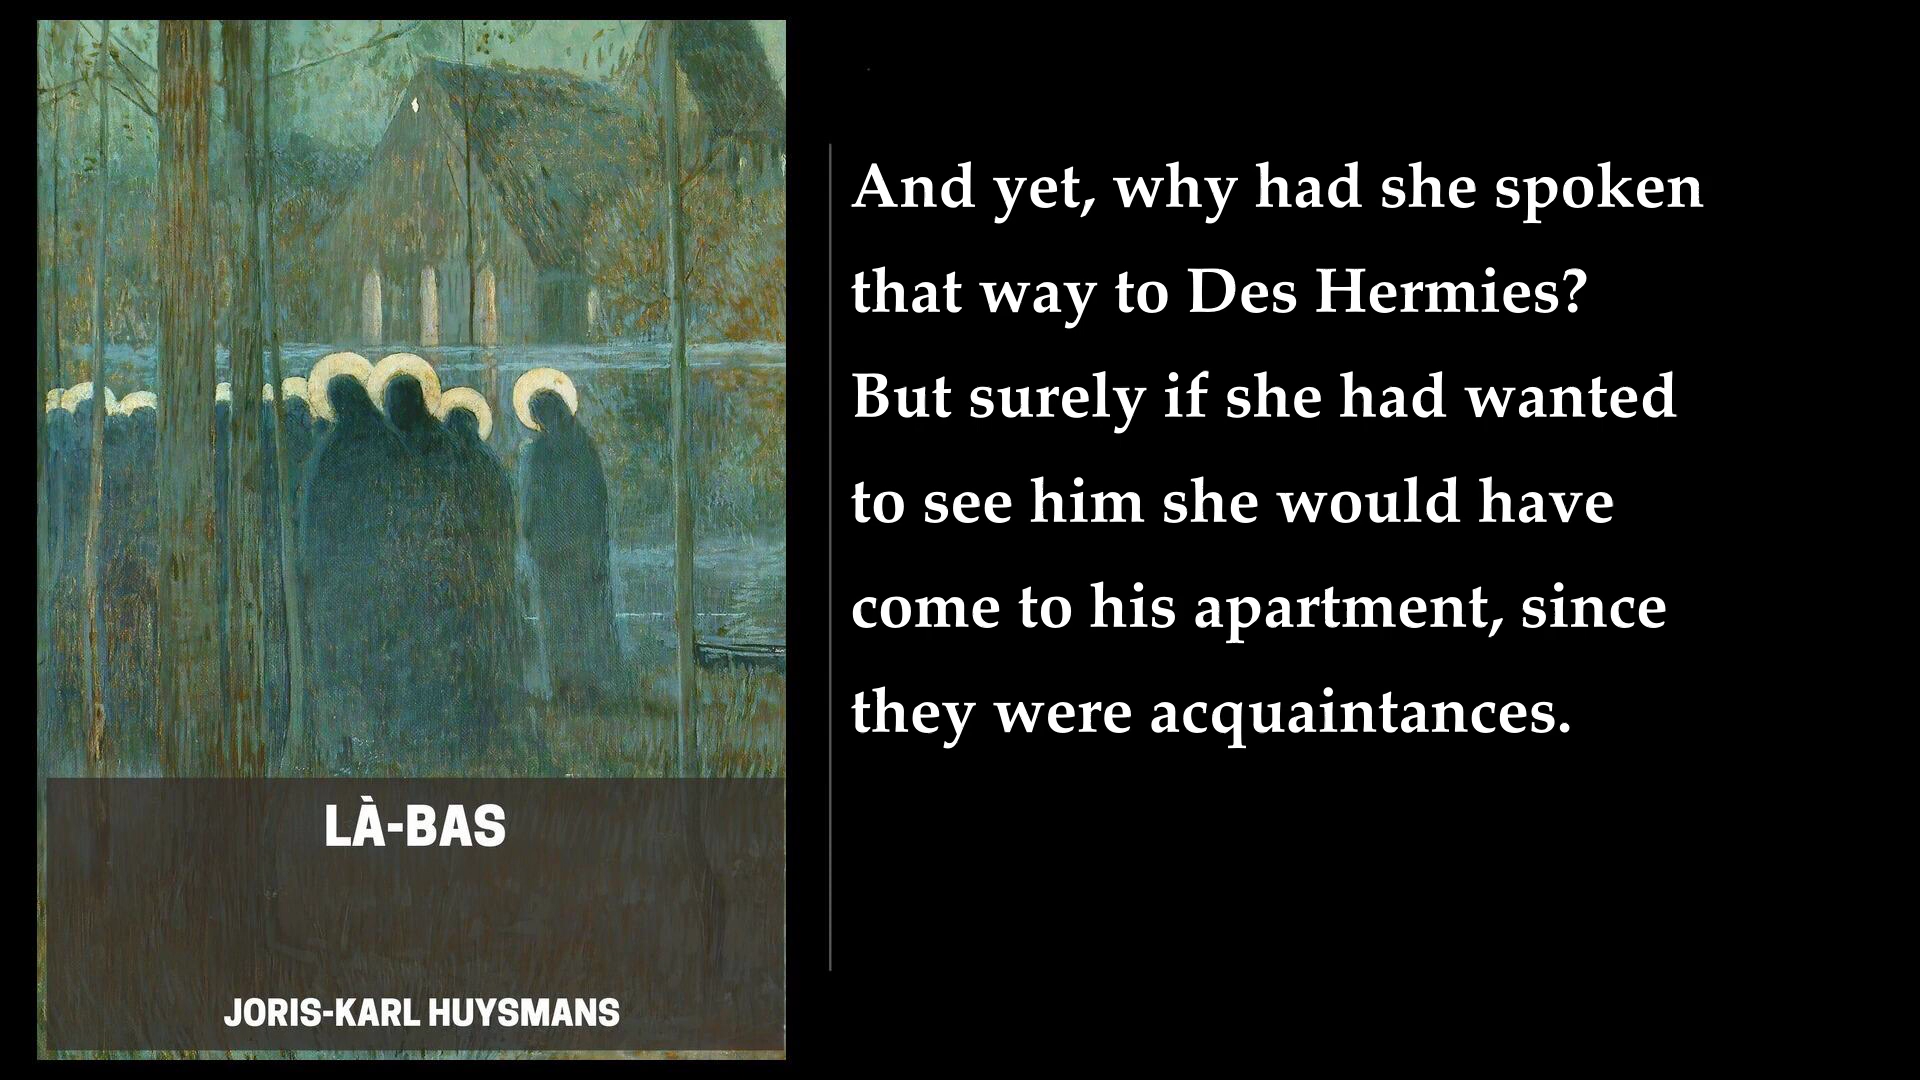 LÀ-BAS
JORIS-KARL HUYSMANS
And yet, why had she spoken
that way to Des Hermies?
But surely if she had wanted
to see him she would have
come to his apartment, since
they were acquaintances.